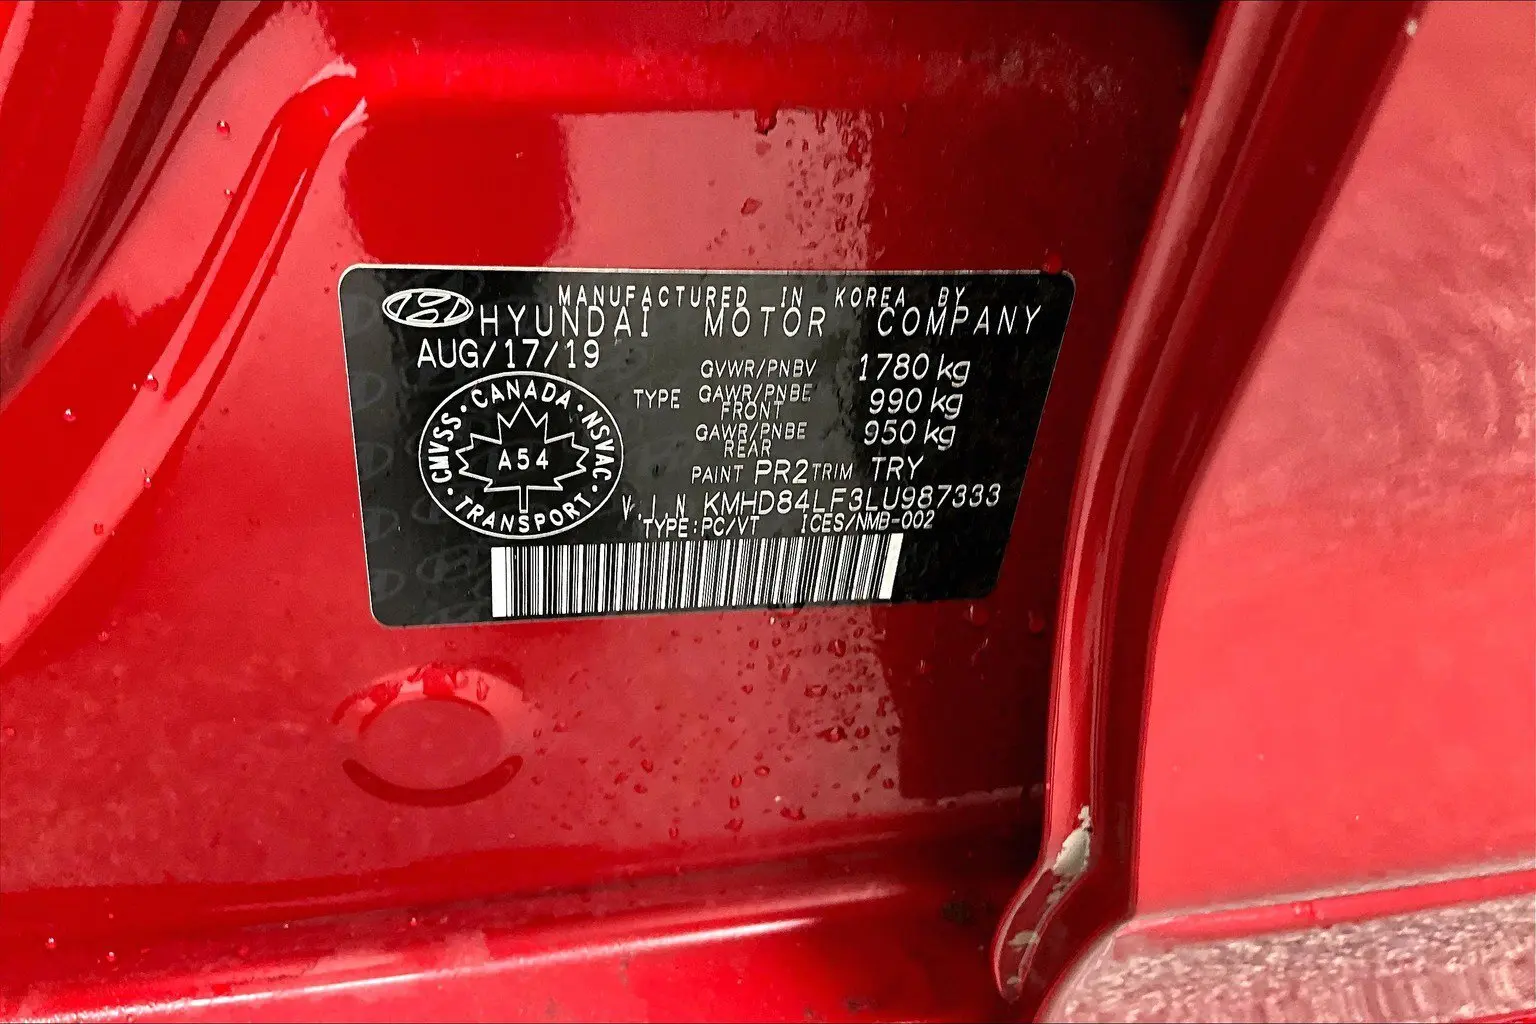 MANUFACTURED IN KOREA BY
HYUNDAI MOTOR COMPANY
AUG/17/19
GVWR/PNBV 1780 kg
TYPE GAWR/PNBE FRONT 990 kg
GAWR/PNBE REAR 950 kg
PAINT PR2 TRIM TRY
V.I.N KMHD84LF3LU987333
TYPE:PC/VT ICES/NMB-002
CANADA · NSVAC · TRANSPORT · CMVSS ·
A54